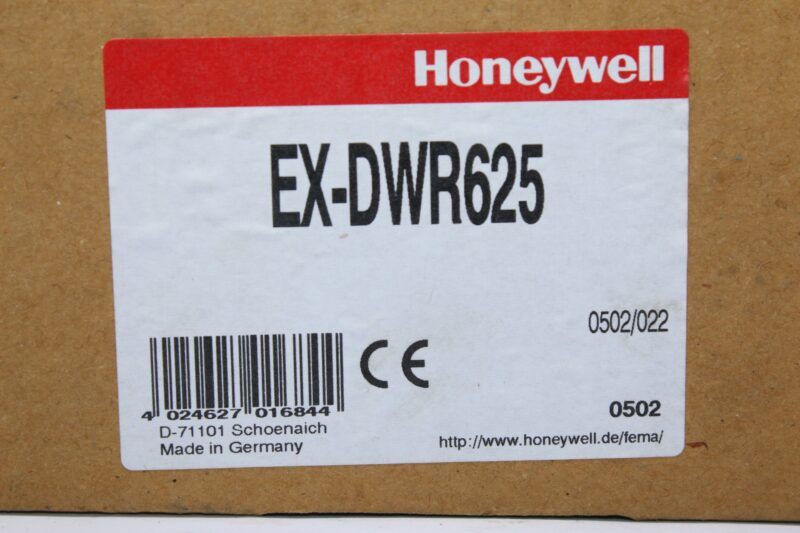 Honeywell
EX-DWR625
0502/022
CE
4 024627 016844
0502
D-71101 Schoenaich
Made in Germany
http://www.honeywell.de/fema/